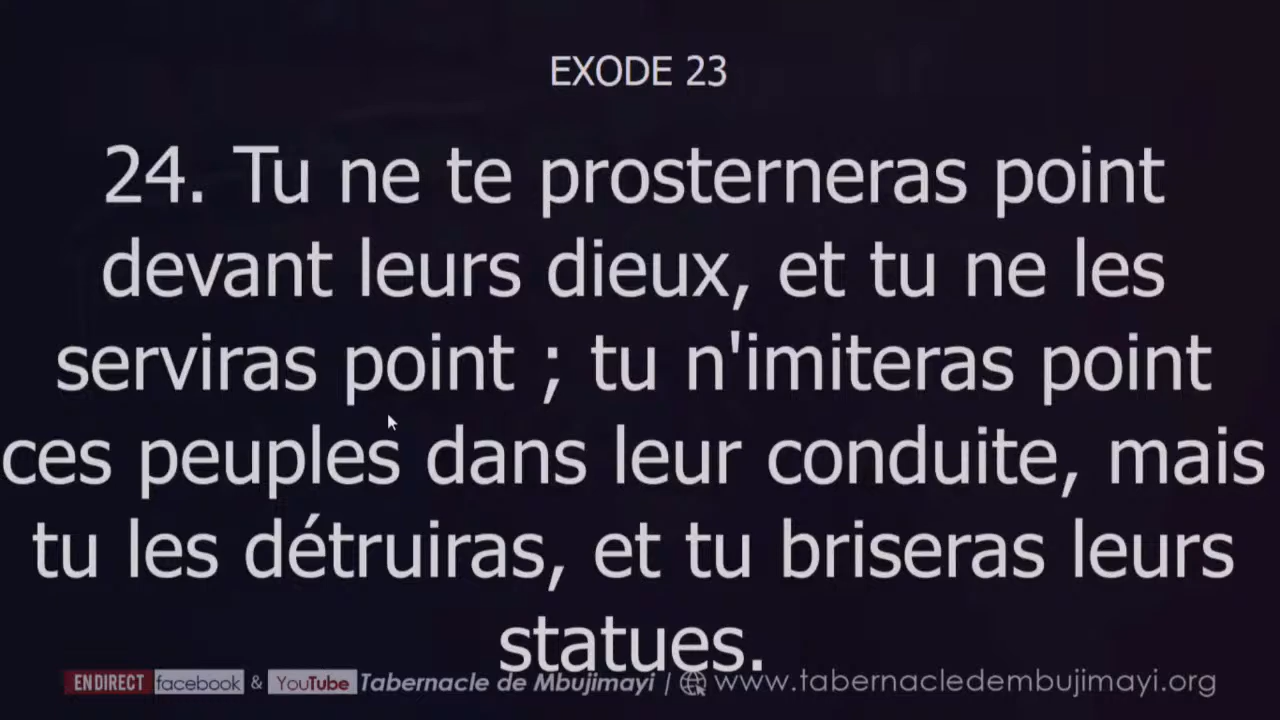 EXODE 23
24. Tu ne te prosterneras point
devant leurs dieux, et tu ne les
serviras point ; tu n'imiteras point
ces peuples dans leur conduite, mais
tu les détruiras, et tu briseras leurs
statues.
EN DIRECT facebook & YouTube Tabernacle de Mbujimayi | www.tabernacledembujimayi.org